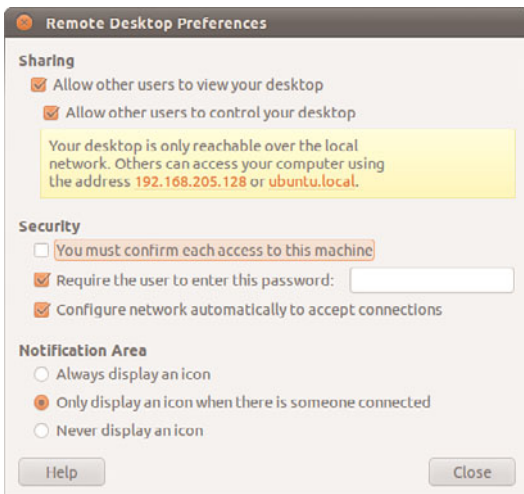 Remote Desktop Preferences
Sharing
Allow other users to view your desktop
Allow other users to control your desktop
Your desktop is only reachable over the local
network. Others can access your computer using
the address 192.168.205.128 or ubuntu.local.
Security
You must confirm each access to this machine
Require the user to enter this password:
Configure network automatically to accept connections
Notification Area
Always display an icon
Only display an icon when there is someone connected
Never display an icon
Help Close